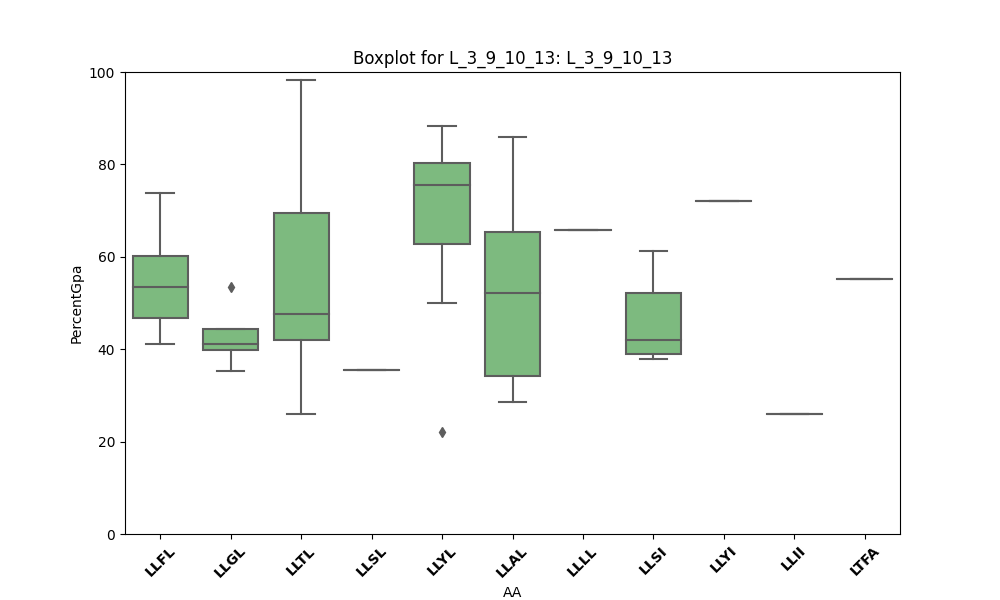 Boxplot for L_3_9_10_13: L_3_9_10_13
100
80
60
40
20
0
PercentGpa
LLFL
LLGL
LLTL
LLSL
LLYL
LLAL
LLLL
LLSI
LLYI
LLII
LTFA
AA